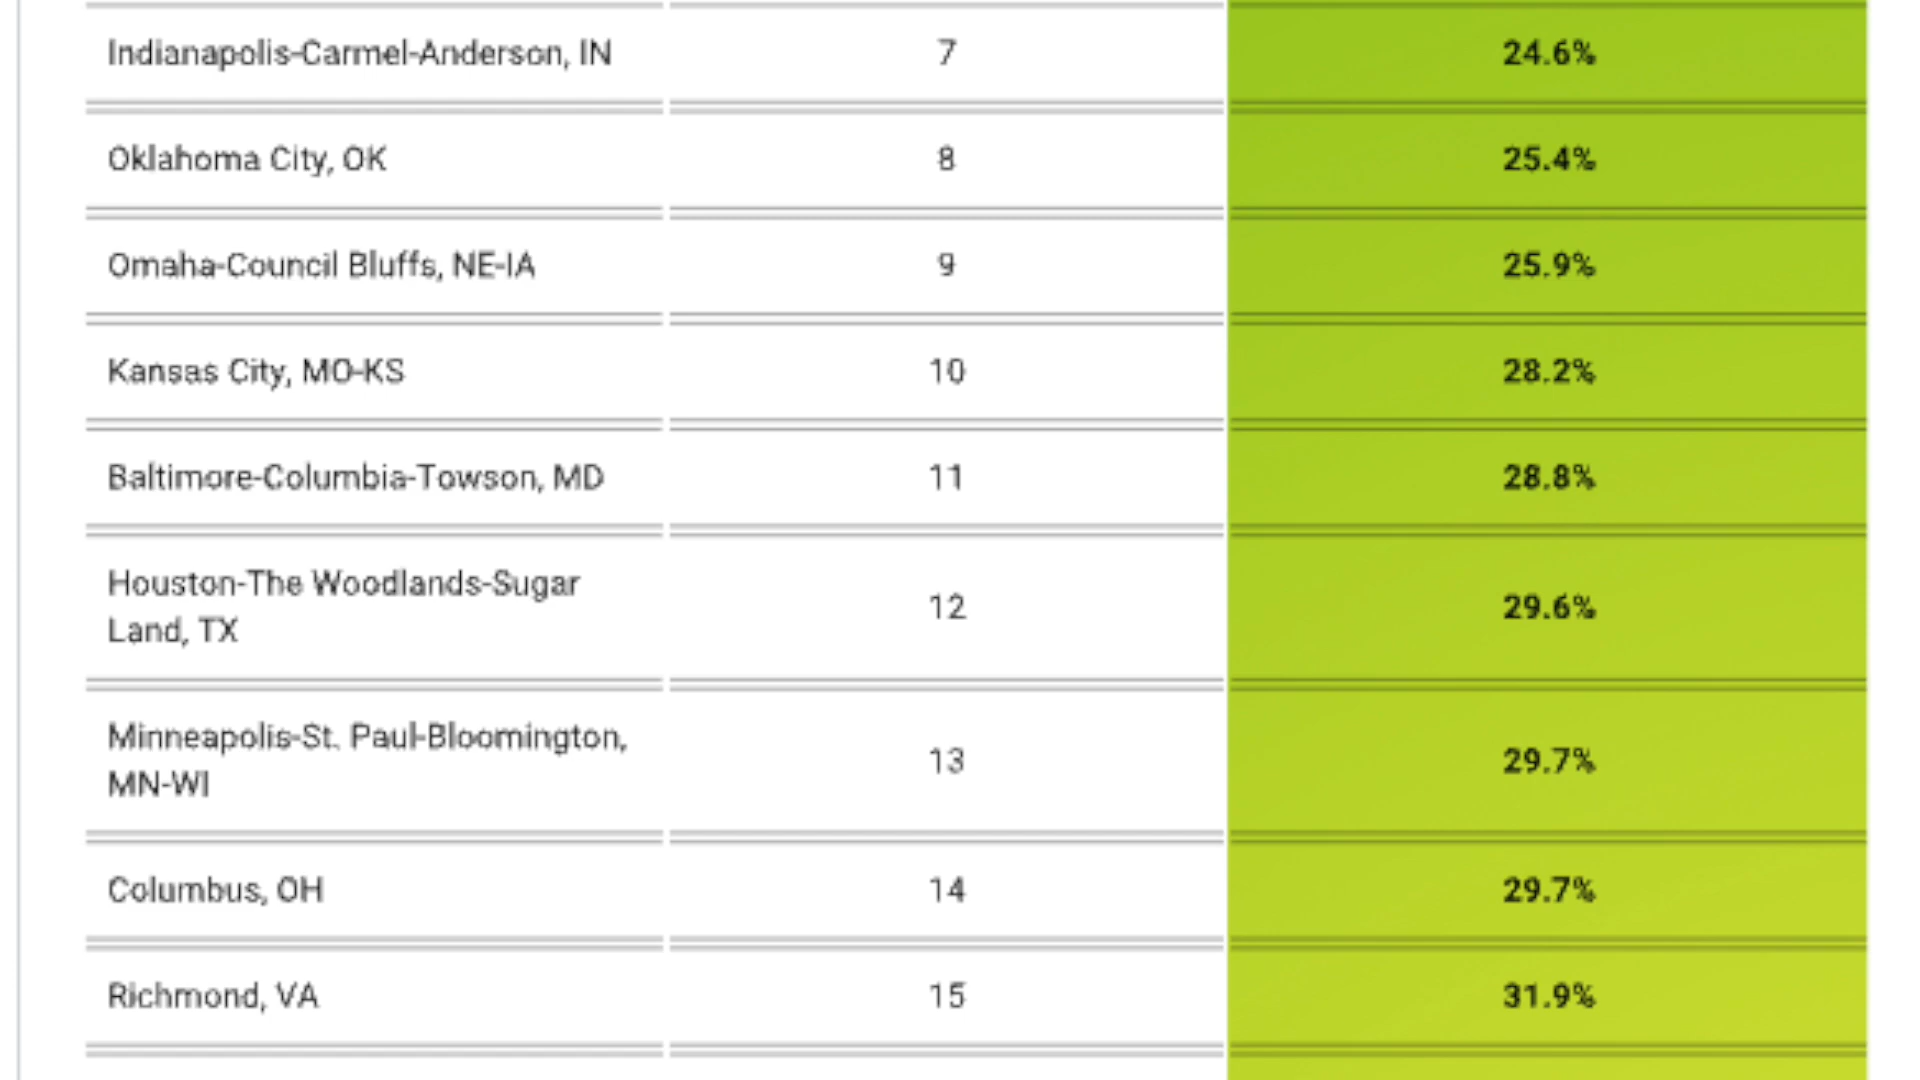 Indianapolis-Carmel-Anderson, IN 7 24.6%
Oklahoma City, OK 8 25.4%
Omaha-Council Bluffs, NE-IA 9 25.9%
Kansas City, MO-KS 10 28.2%
Baltimore-Columbia-Towson, MD 11 28.8%
Houston-The Woodlands-Sugar
Land, TX 12 29.6%
Minneapolis-St. Paul-Bloomington,
MN-WI 13 29.7%
Columbus, OH 14 29.7%
Richmond, VA 15 31.9%